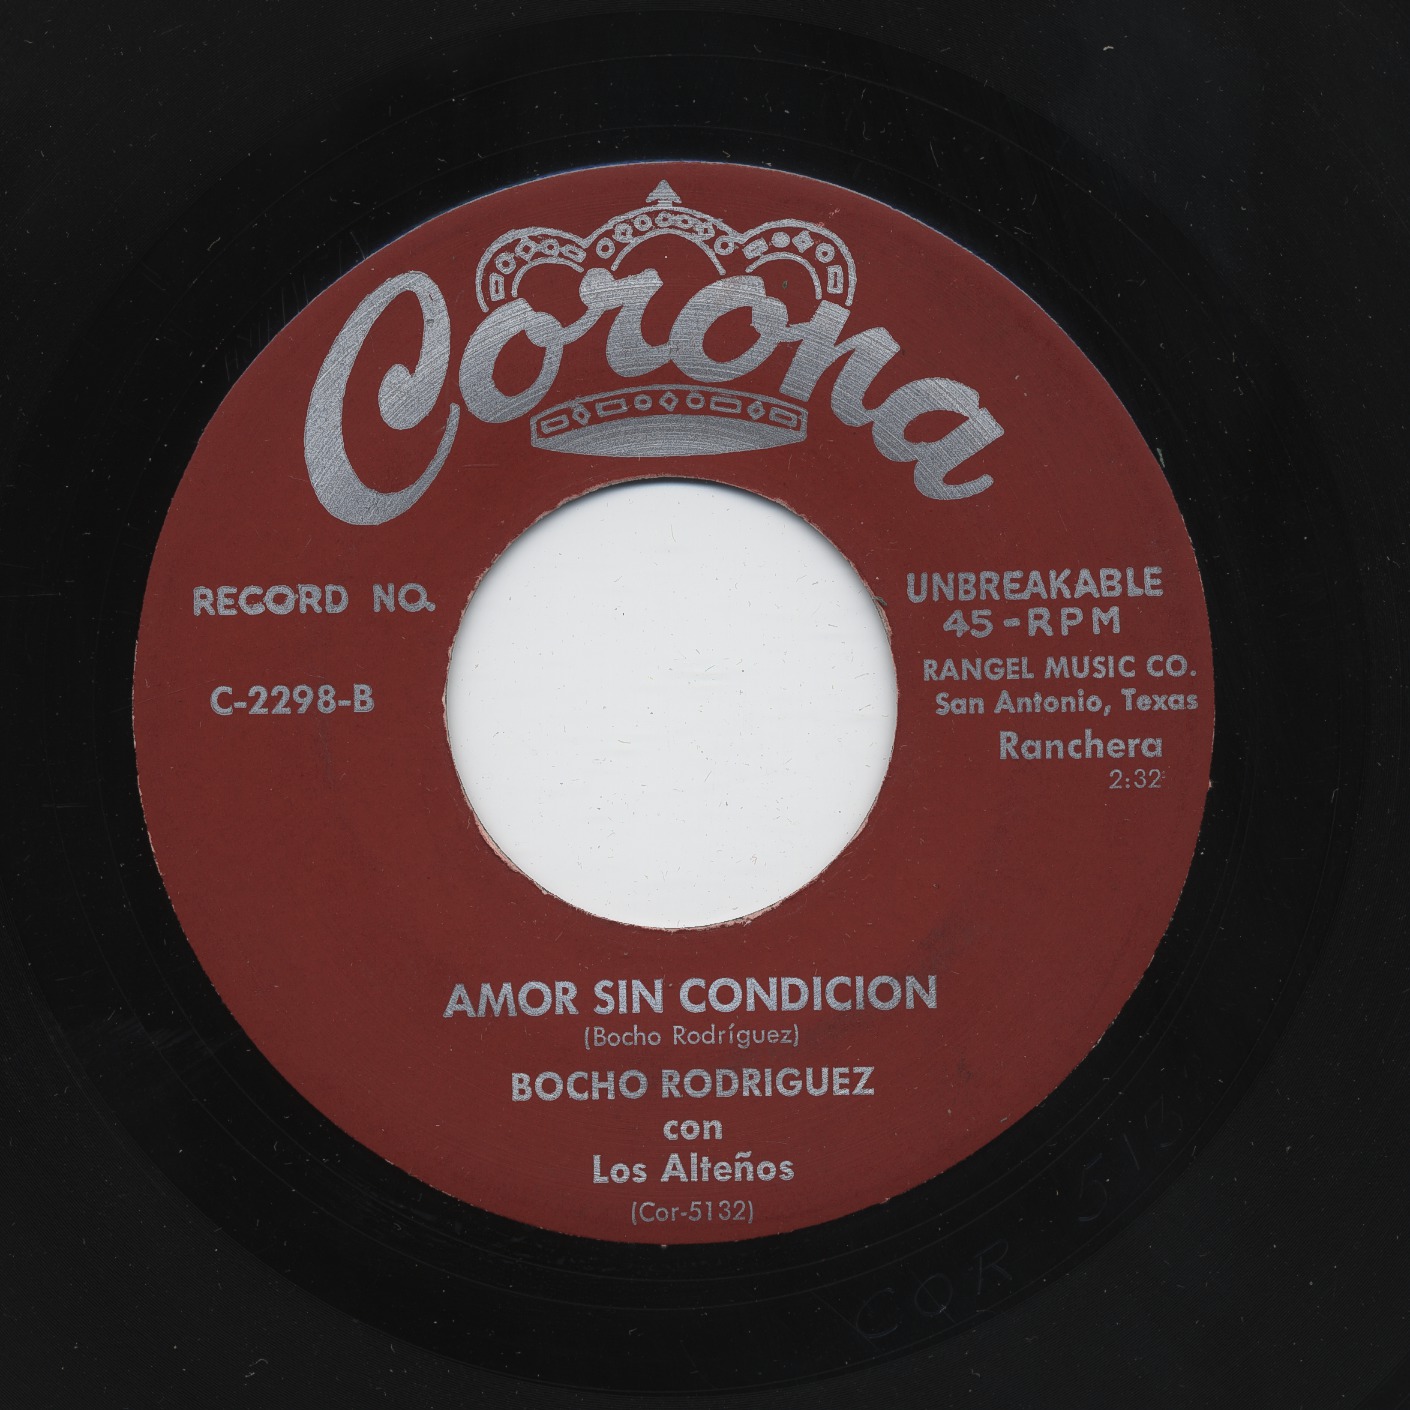 Corona
RECORD NO.
C-2298-B
UNBREAKABLE
45-RPM
RANGEL MUSIC CO.
San Antonio, Texas
Ranchera
2:32
AMOR SIN CONDICION
(Bocho Rodríguez)
BOCHO RODRIGUEZ
con
Los Alteños
(Cor-5132)
COR